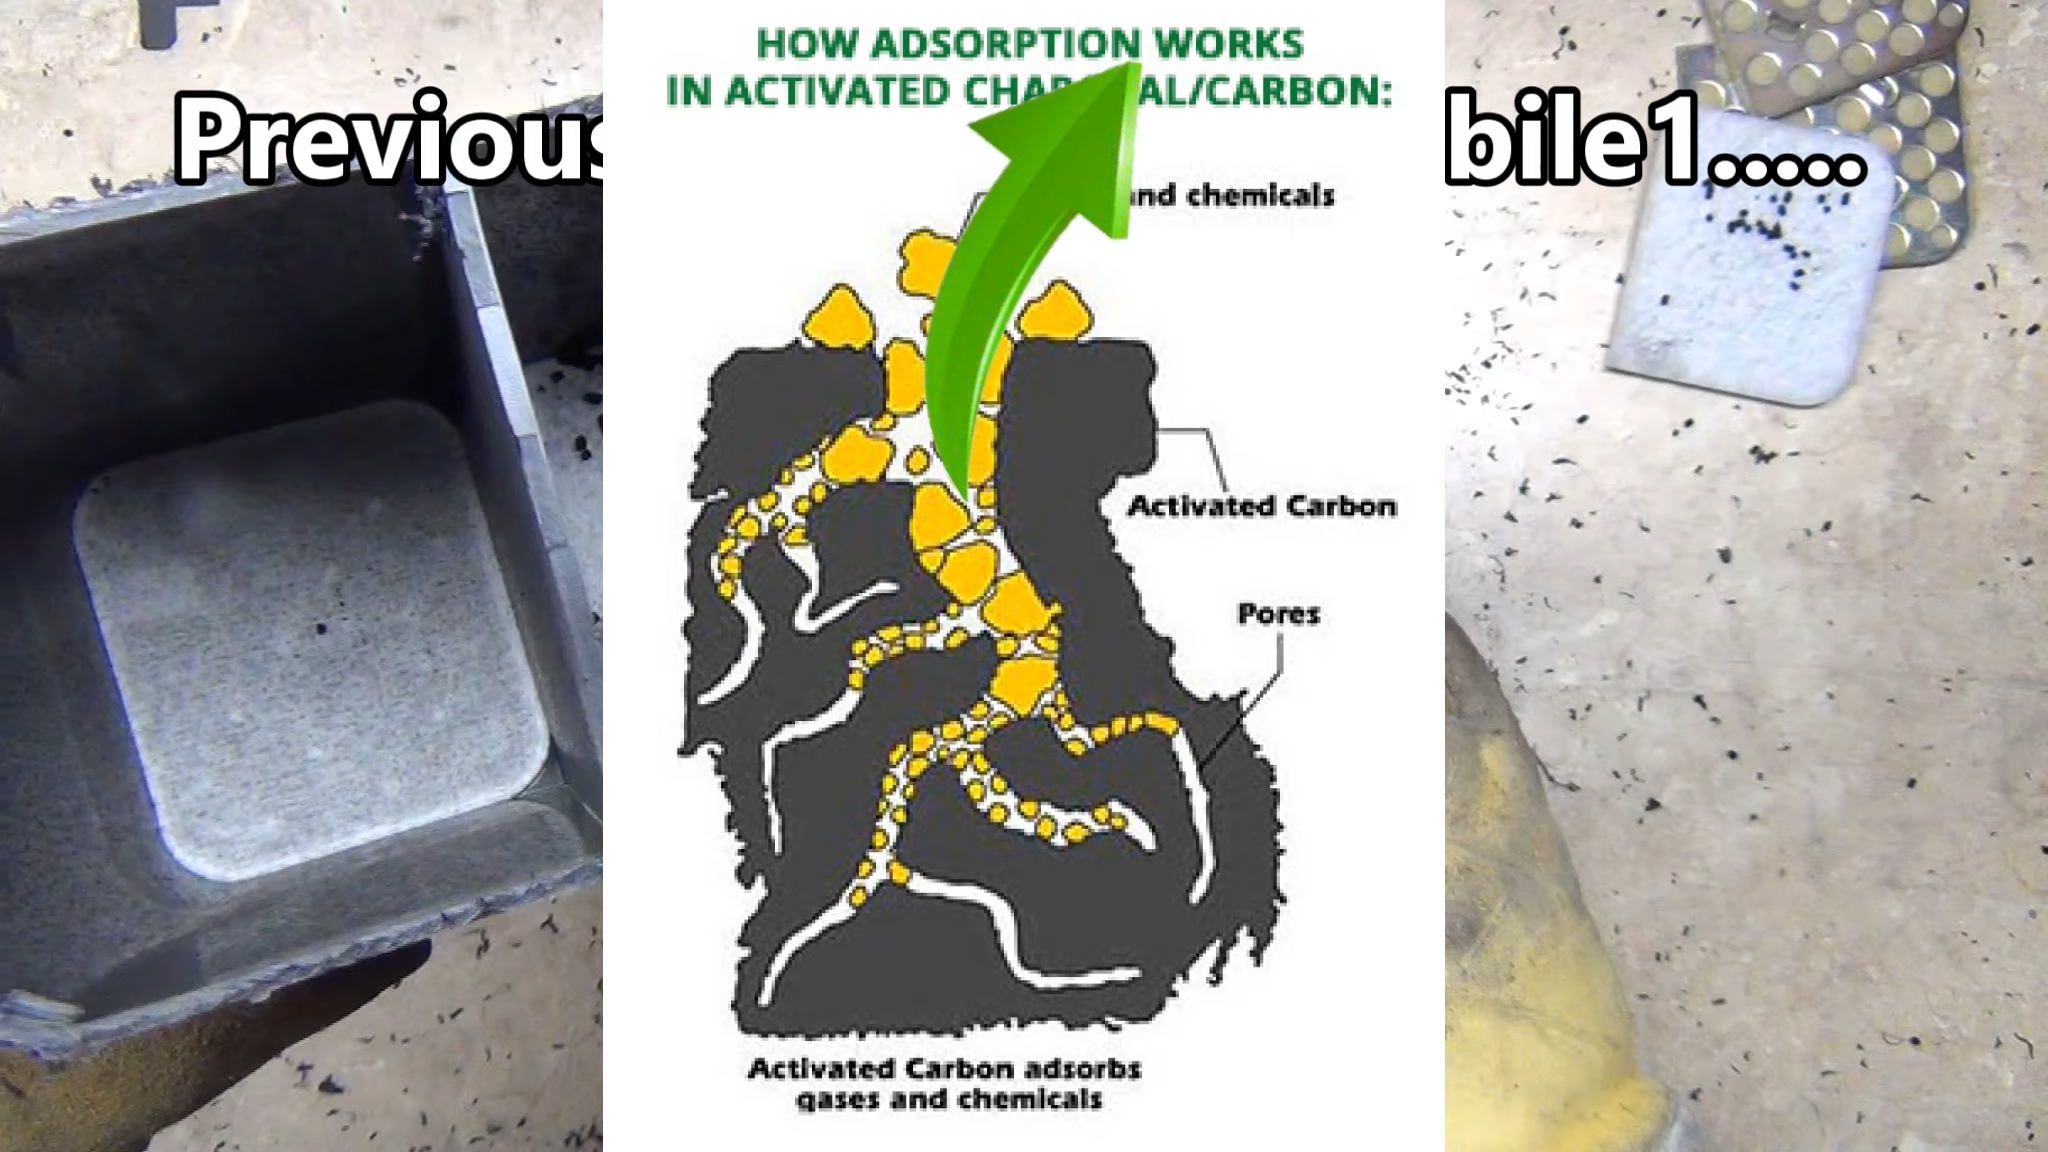 HOW ADSORPTION WORKS
IN ACTIVATED CHA AL/CARBON:
Previous bile1.....
nd chemicals
Activated Carbon
Pores
Activated Carbon adsorbs
gases and chemicals